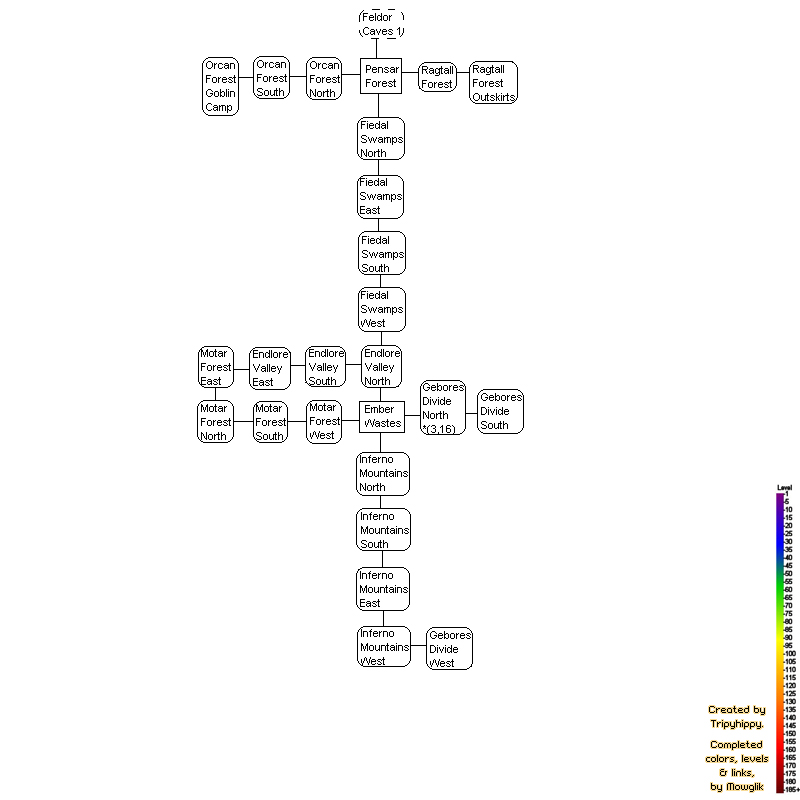 Feldor
(Caves 1)
Orcan
Forest
Goblin
Camp
Orcan
Forest
South
Orcan
Forest
North
Pensar
Forest
Ragtall
Forest
Ragtall
Forest
Outskirts
Fiedal
Swamps
North
Fiedal
Swamps
East
Fiedal
Swamps
South
Fiedal
Swamps
West
Motar
Forest
East
Endlore
Valley
East
Endlore
Valley
South
Endlore
Valley
North
Motar
Forest
North
Motar
Forest
South
Motar
Forest
West
Ember
Wastes
Gebores
Divide
North
*(3,16)
Gebores
Divide
South
Inferno
Mountains
North
Inferno
Mountains
South
Inferno
Mountains
East
Inferno
Mountains
West
Gebores
Divide
West
Level
1
5
10
15
20
25
30
35
40
45
50
55
60
65
70
75
80
85
90
95
100
105
110
115
120
125
130
135
140
145
150
155
160
165
170
175
180
185+
Created by
Tripyhippy.
Completed
colors, levels
& links,
by Mowglik